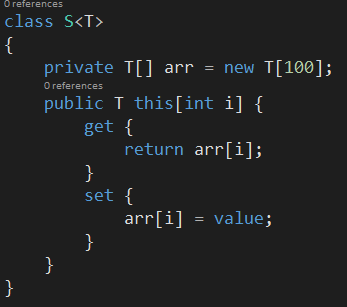 0 references
class S<T>
{
    private T[] arr = new T[100];
    0 references
    public T this[int i] {
        get {
            return arr[i];
        }
        set {
            arr[i] = value;
        }
    }
}